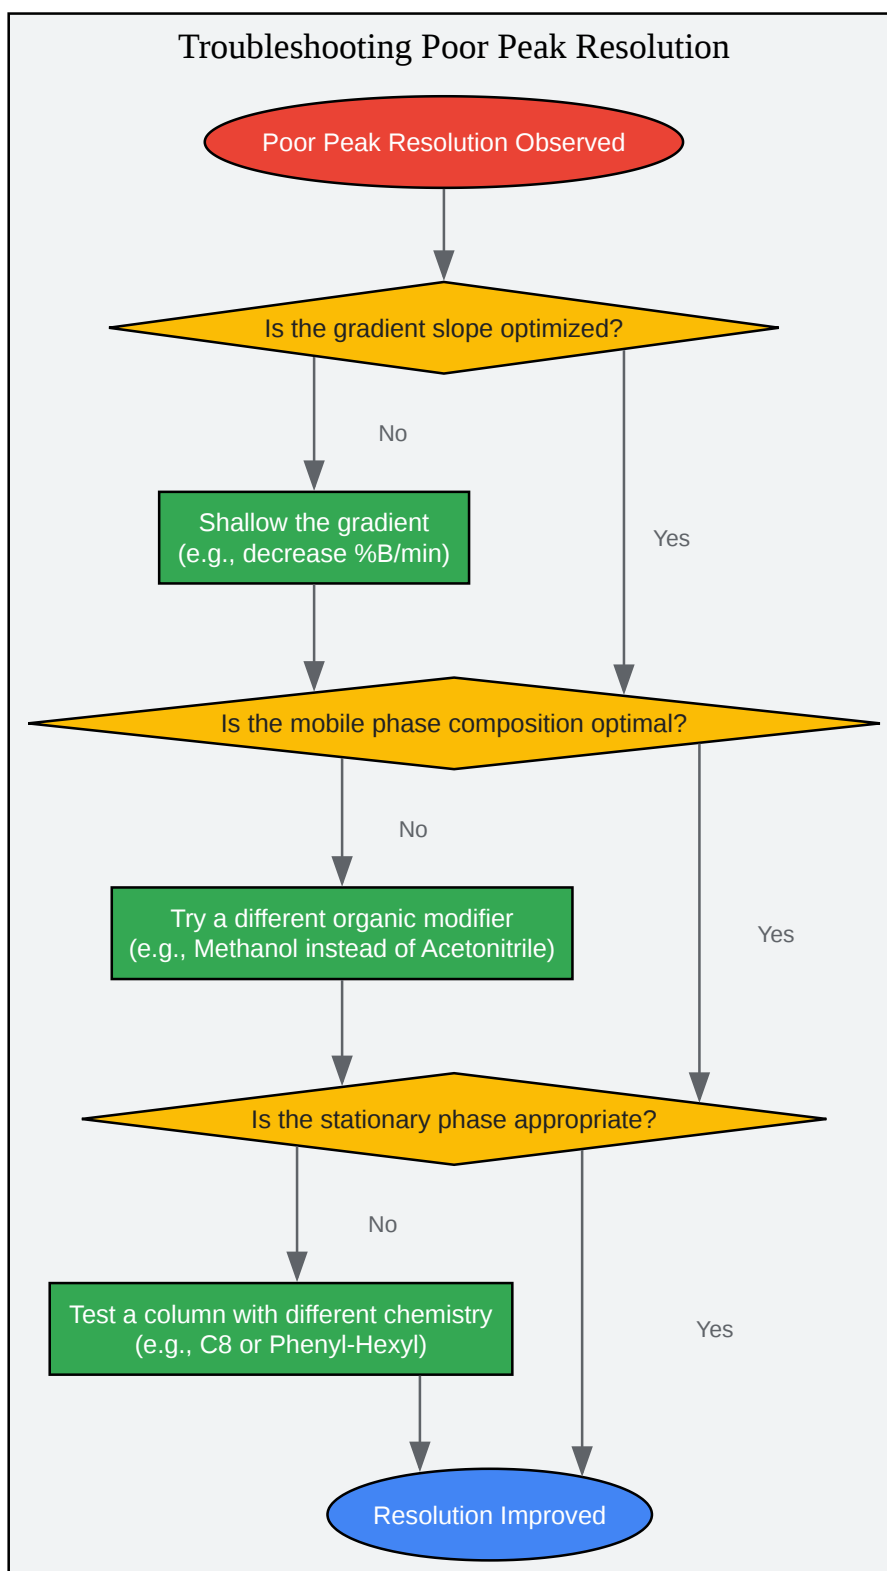 Troubleshooting Poor Peak Resolution
Poor Peak Resolution Observed
Is the gradient slope optimized?
No
Shallow the gradient
(e.g., decrease %B/min)
Yes
Is the mobile phase composition optimal?
No
Try a different organic modifier
(e.g., Methanol instead of Acetonitrile)
Yes
Is the stationary phase appropriate?
No
Test a column with different chemistry
(e.g., C8 or Phenyl-Hexyl)
Yes
Resolution Improved